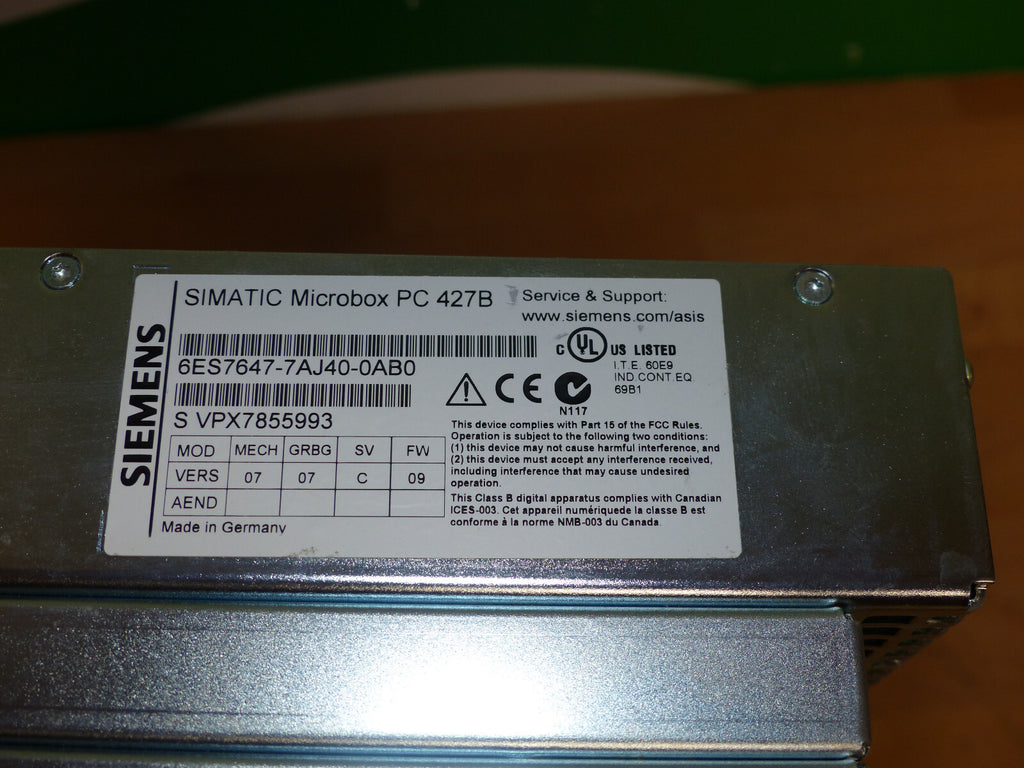 SIEMENS
SIMATIC Microbox PC 427B
Service & Support:
www.siemens.com/asis
6ES7647-7AJ40-0AB0
S VPX7855993
C UL US LISTED
I.T.E. 60E9
IND.CONT.EQ.
69B1
CE
N117
MOD MECH GRBG SV FW
VERS 07 07 C 09
AEND
Made in Germany
This device complies with Part 15 of the FCC Rules.
Operation is subject to the following two conditions:
(1) this device may not cause harmful interference, and
(2) this device must accept any interference received,
including interference that may cause undesired
operation.
This Class B digital apparatus complies with Canadian
ICES-003. Cet appareil numériquede la classe B est
conforme à la norme NMB-003 du Canada.